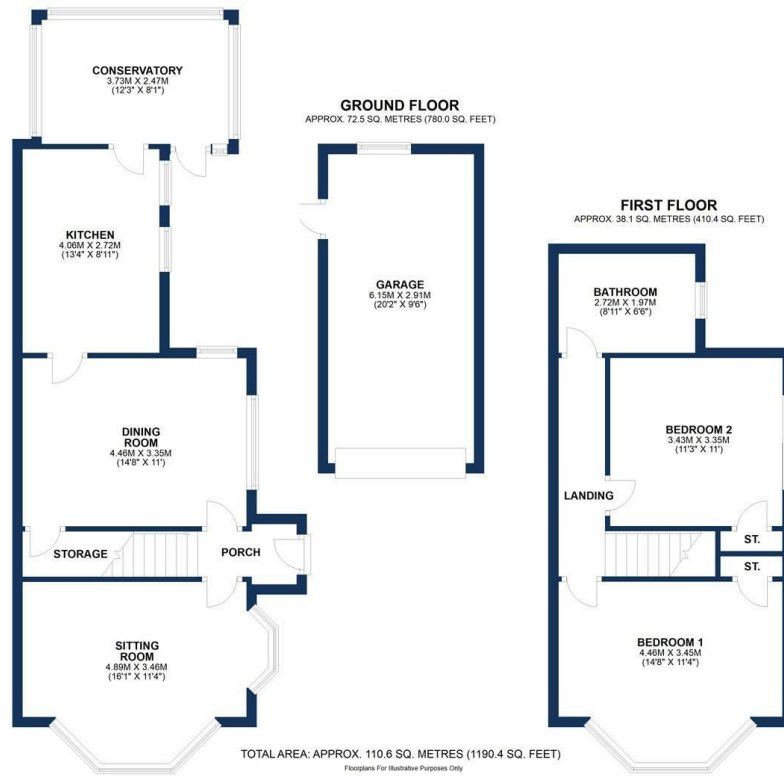 CONSERVATORY
3.73M X 2.47M
(12'3" X 8'1")
GROUND FLOOR
APPROX. 72.5 SQ. METRES (780.0 SQ. FEET)
KITCHEN
4.06M X 2.72M
(13'4" X 8'11")
GARAGE
6.15M X 2.91M
(20'2" X 9'6")
DINING
ROOM
4.46M X 3.35M
(14'8" X 11')
STORAGE
PORCH
SITTING
ROOM
4.89M X 3.46M
(16'1" X 11'4")
FIRST FLOOR
APPROX. 38.1 SQ. METRES (410.4 SQ. FEET)
BATHROOM
2.72M X 1.97M
(8'11" X 6'6")
BEDROOM 2
3.43M X 3.35M
(11'3" X 11')
LANDING
ST.
ST.
BEDROOM 1
4.46M X 3.45M
(14'8" X 11'4")
TOTAL AREA: APPROX. 110.6 SQ. METRES (1190.4 SQ. FEET)
Floorplans For Illustrative Purposes Only